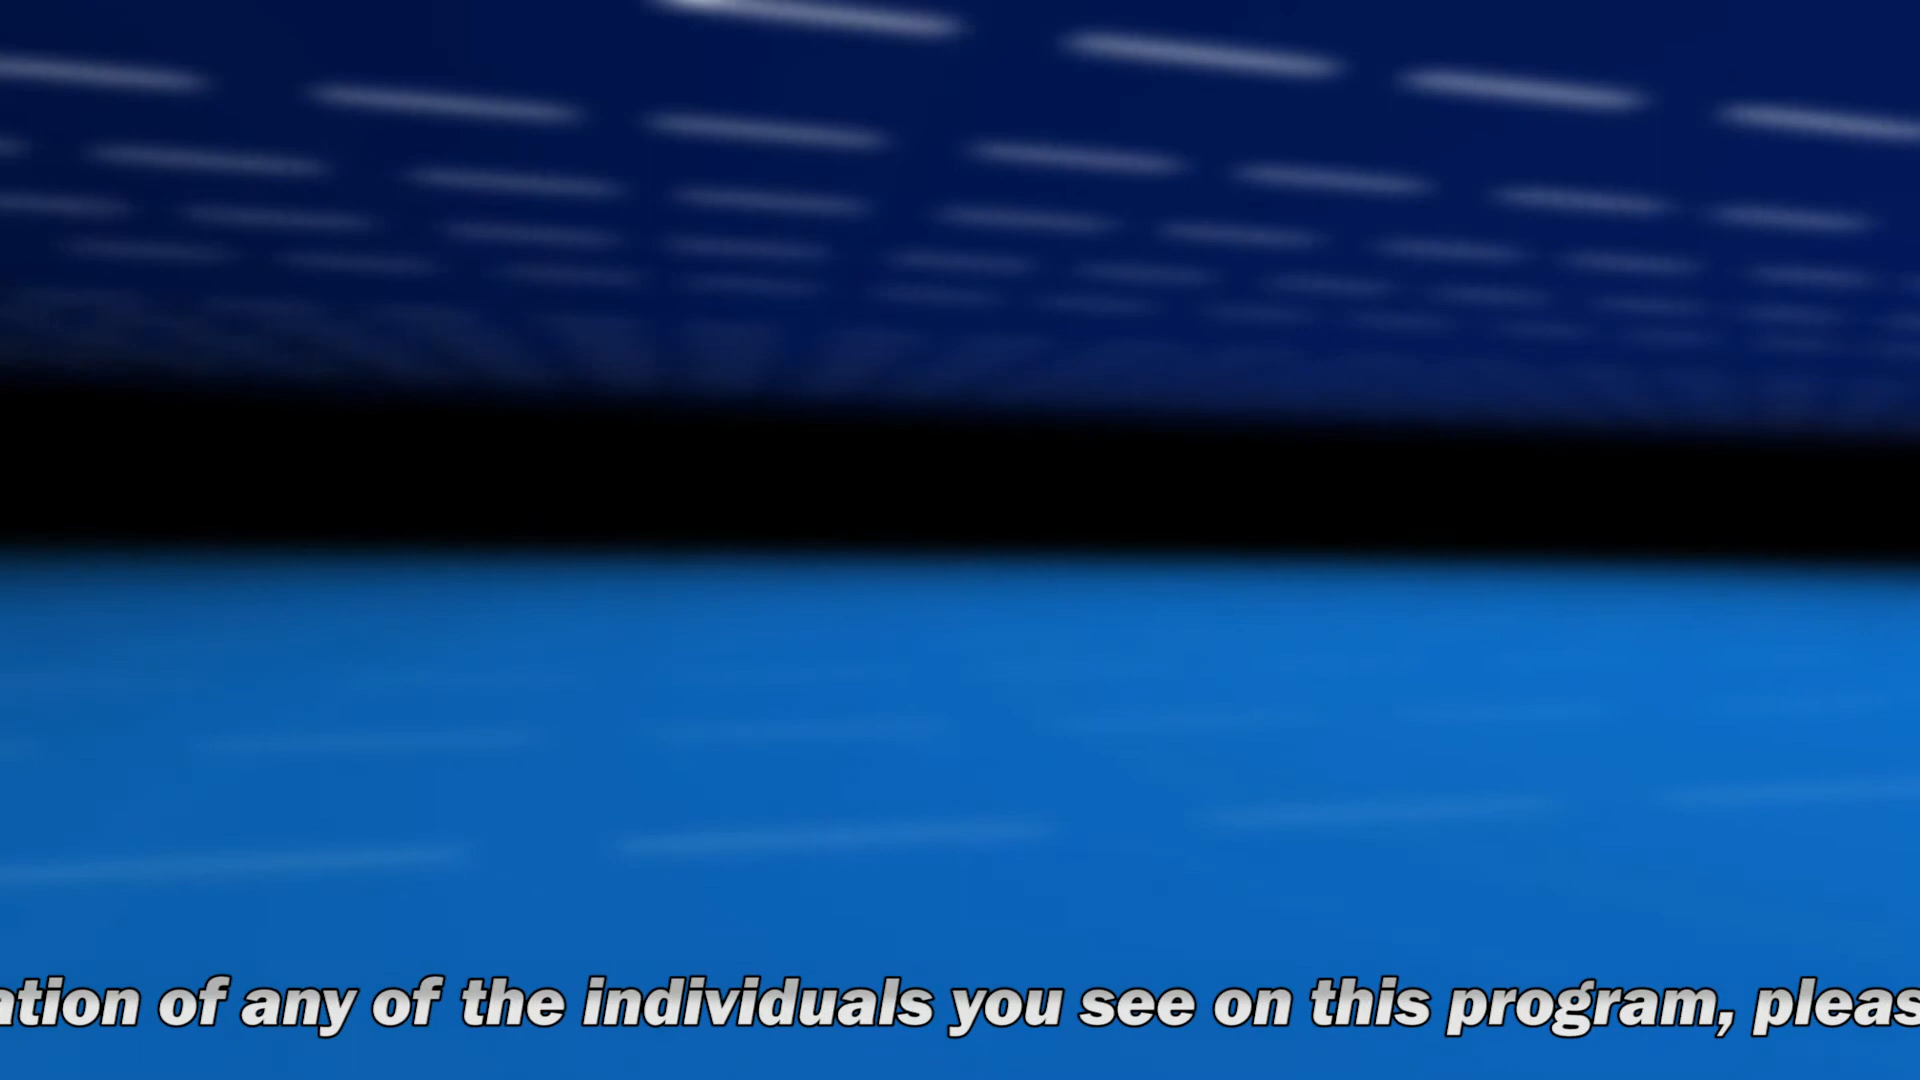 ation of any of the individuals you see on this program, pleas